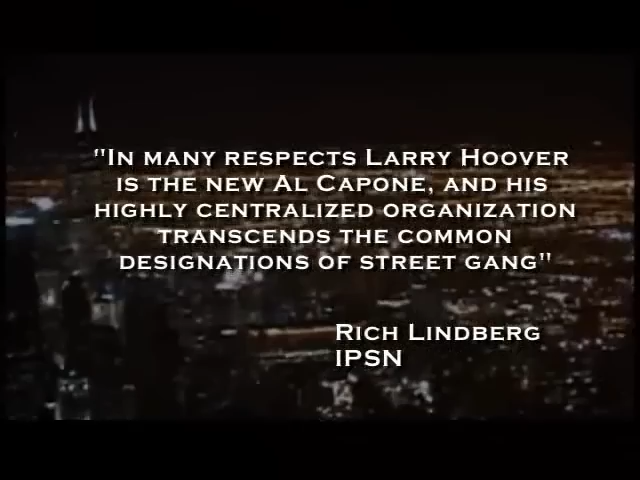 "In many respects Larry Hoover
is the new Al Capone, and his
highly centralized organization
transcends the common
designations of street gang"
Rich Lindberg
IPSN